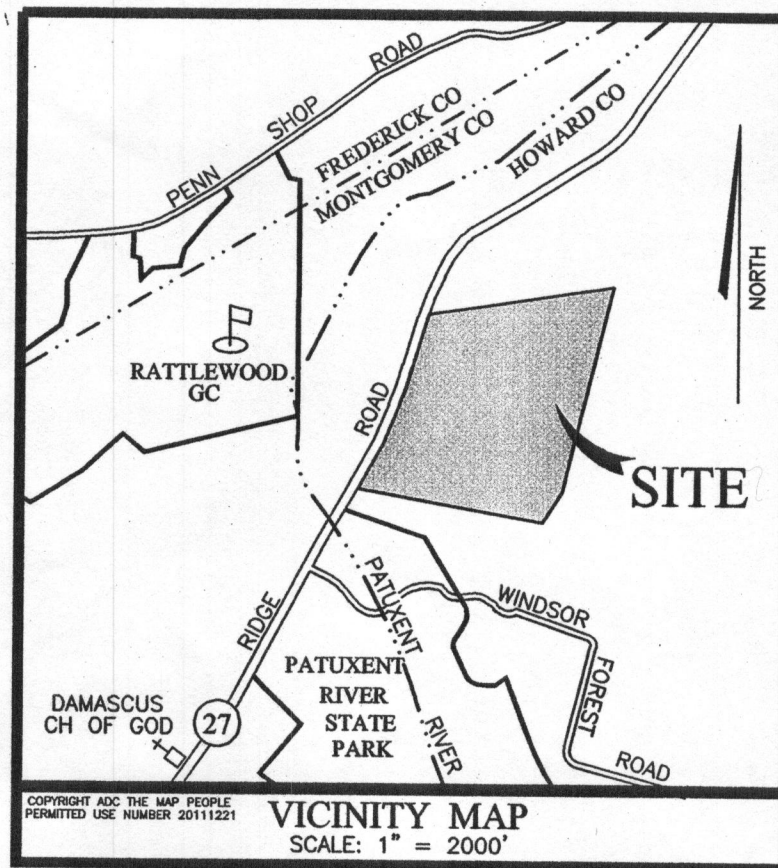 PENN SHOP ROAD
FREDERICK CO
MONTGOMERY CO
HOWARD CO
NORTH
RATTLEWOOD
GC
RIDGE ROAD
SITE
PATUXENT RIVER
WINDSOR FOREST ROAD
PATUXENT
RIVER
STATE
PARK
DAMASCUS
CH OF GOD
27
COPYRIGHT ADC THE MAP PEOPLE
PERMITTED USE NUMBER 20111221
VICINITY MAP
SCALE: 1" = 2000'